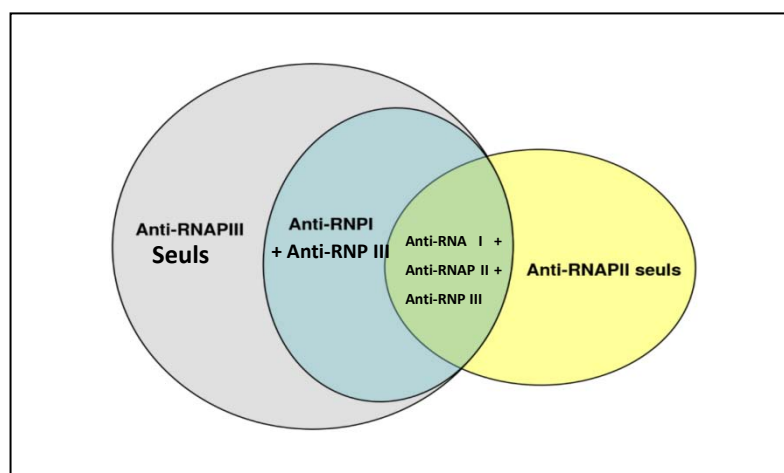 Anti-RNAPIII
Seuls
Anti-RNPI
+ Anti-RNP III
Anti-RNA I +
Anti-RNAP II +
Anti-RNP III
Anti-RNAPII seuls